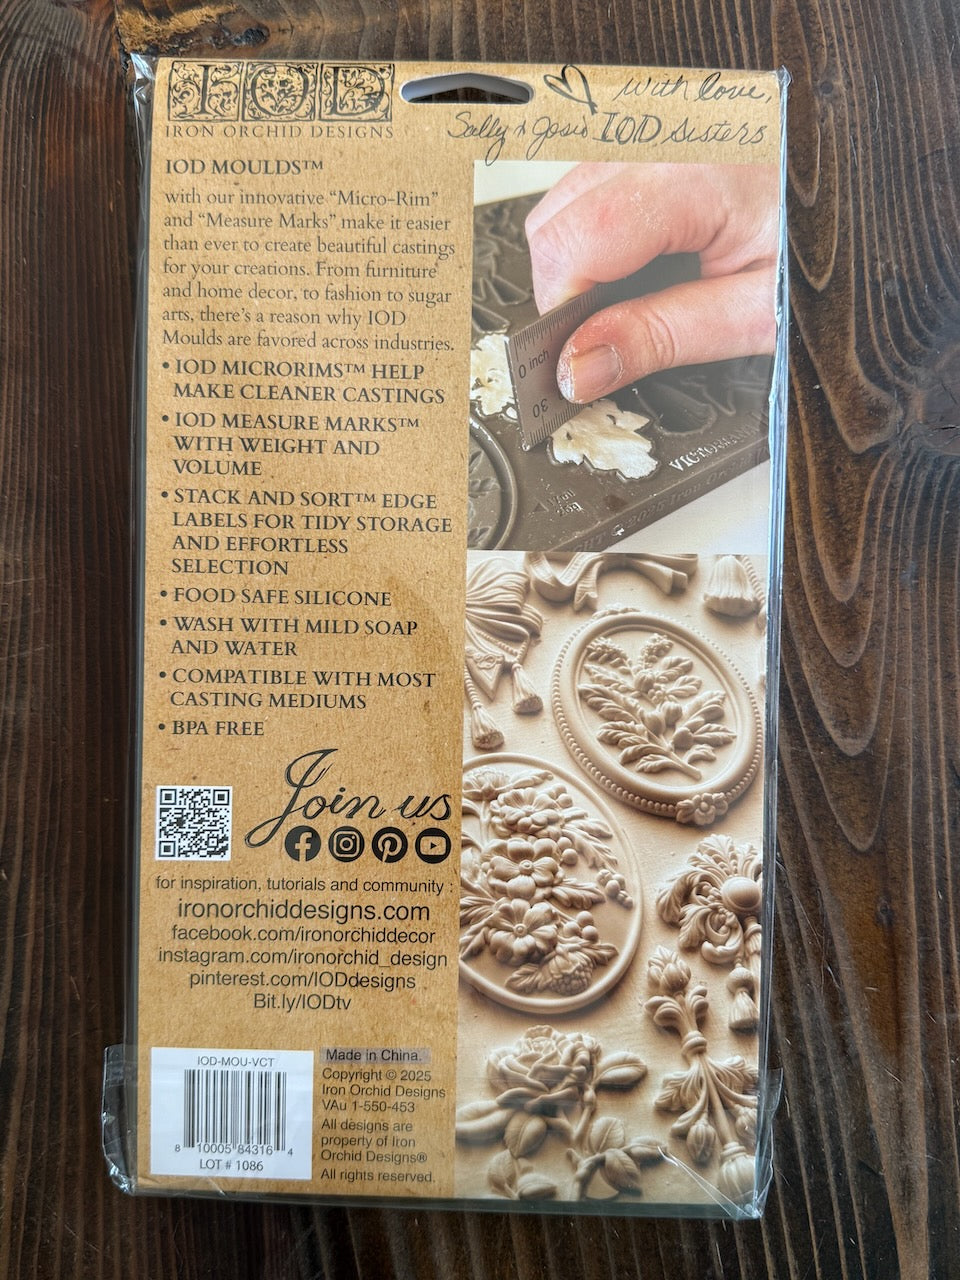 IOD
IRON ORCHID DESIGNS
With love,
Sally & Josie IOD Sisters
IOD MOULDS™
with our innovative “Micro-Rim”
and “Measure Marks” make it easier
than ever to create beautiful castings
for your creations. From furniture
and home decor, to fashion to sugar
arts, there’s a reason why IOD
Moulds are favored across industries.
• IOD MICRORIMS™ HELP
MAKE CLEANER CASTINGS
• IOD MEASURE MARKS™
WITH WEIGHT AND
VOLUME
• STACK AND SORT™ EDGE
LABELS FOR TIDY STORAGE
AND EFFORTLESS
SELECTION
• FOOD SAFE SILICONE
• WASH WITH MILD SOAP
AND WATER
• COMPATIBLE WITH MOST
CASTING MEDIUMS
• BPA FREE
0 inch
30
Join us
for inspiration, tutorials and community :
ironorchiddesigns.com
facebook.com/ironorchiddecor
instagram.com/ironorchid_design
pinterest.com/IODdesigns
Bit.ly/IODtv
IOD-MOU-VCT
8 10005 84316 4
LOT # 1086
Made in China.
Copyright © 2025
Iron Orchid Designs
VAu 1-550-453
All designs are
property of Iron
Orchid Designs®
All rights reserved.